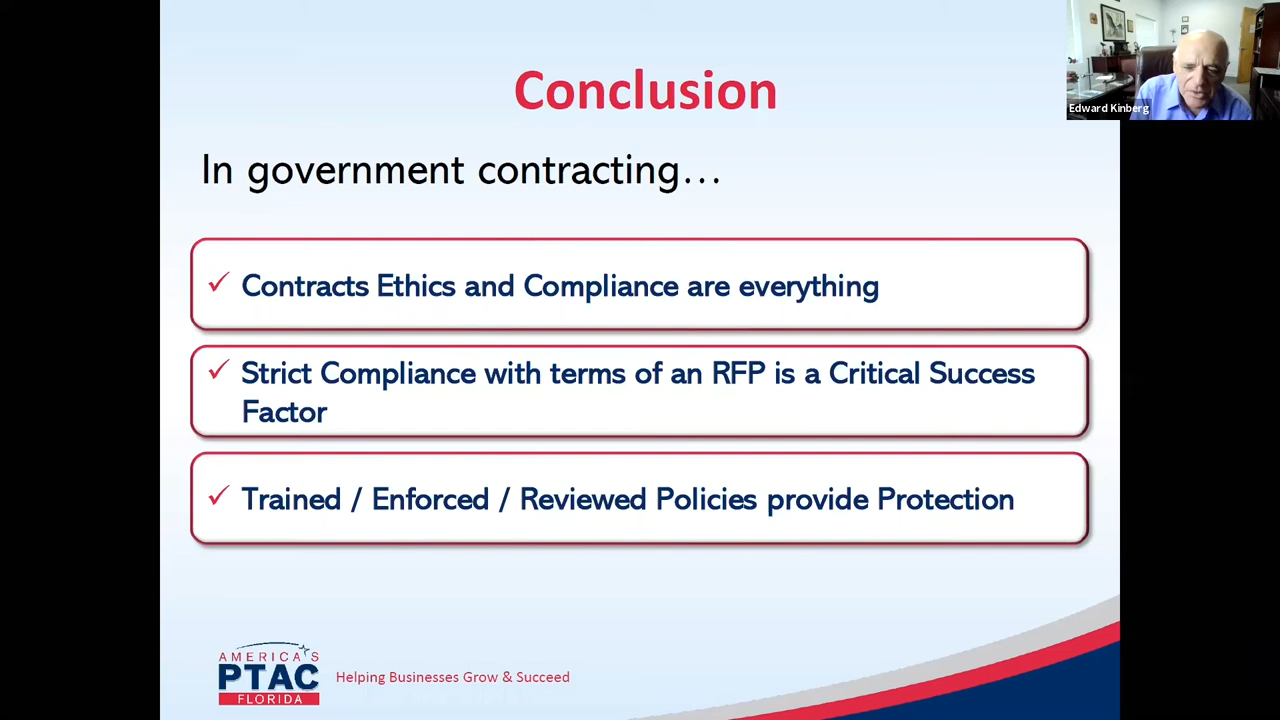 Conclusion
Edward Kinberg
In government contracting...
✓ Contracts Ethics and Compliance are everything
✓ Strict Compliance with terms of an RFP is a Critical Success
Factor
✓ Trained / Enforced / Reviewed Policies provide Protection
AMERICA'S
PTAC
FLORIDA
Helping Businesses Grow & Succeed